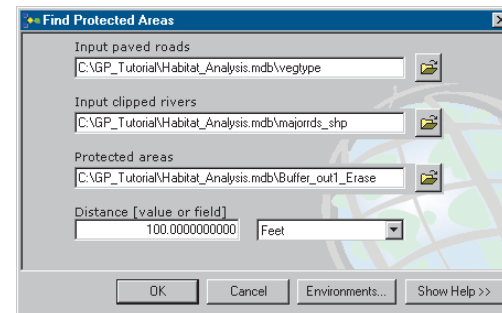 Find Protected Areas
Input paved roads
C:\GP_Tutorial\Habitat_Analysis.mdb\vegtype
Input clipped rivers
C:\GP_Tutorial\Habitat_Analysis.mdb\majorrds_shp
Protected areas
C:\GP_Tutorial\Habitat_Analysis.mdb\Buffer_out1_Erase
Distance [value or field]
100.0000000000 Feet
OK Cancel Environments... Show Help >>